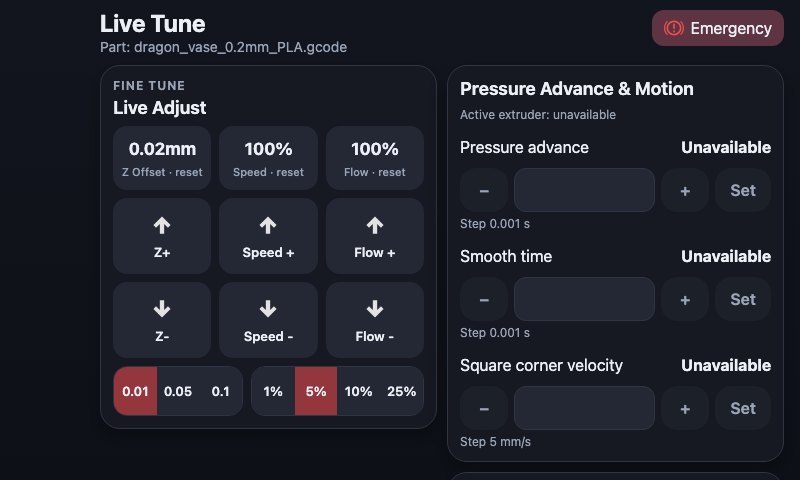 Live Tune
Part: dragon_vase_0.2mm_PLA.gcode
Emergency
FINE TUNE
Live Adjust
0.02mm
Z Offset · reset
100%
Speed · reset
100%
Flow · reset
Z+
Speed +
Flow +
Z-
Speed -
Flow -
0.01 0.05 0.1
1% 5% 10% 25%
Pressure Advance & Motion
Active extruder: unavailable
Pressure advance Unavailable
− + Set
Step 0.001 s
Smooth time Unavailable
− + Set
Step 0.001 s
Square corner velocity Unavailable
− + Set
Step 5 mm/s